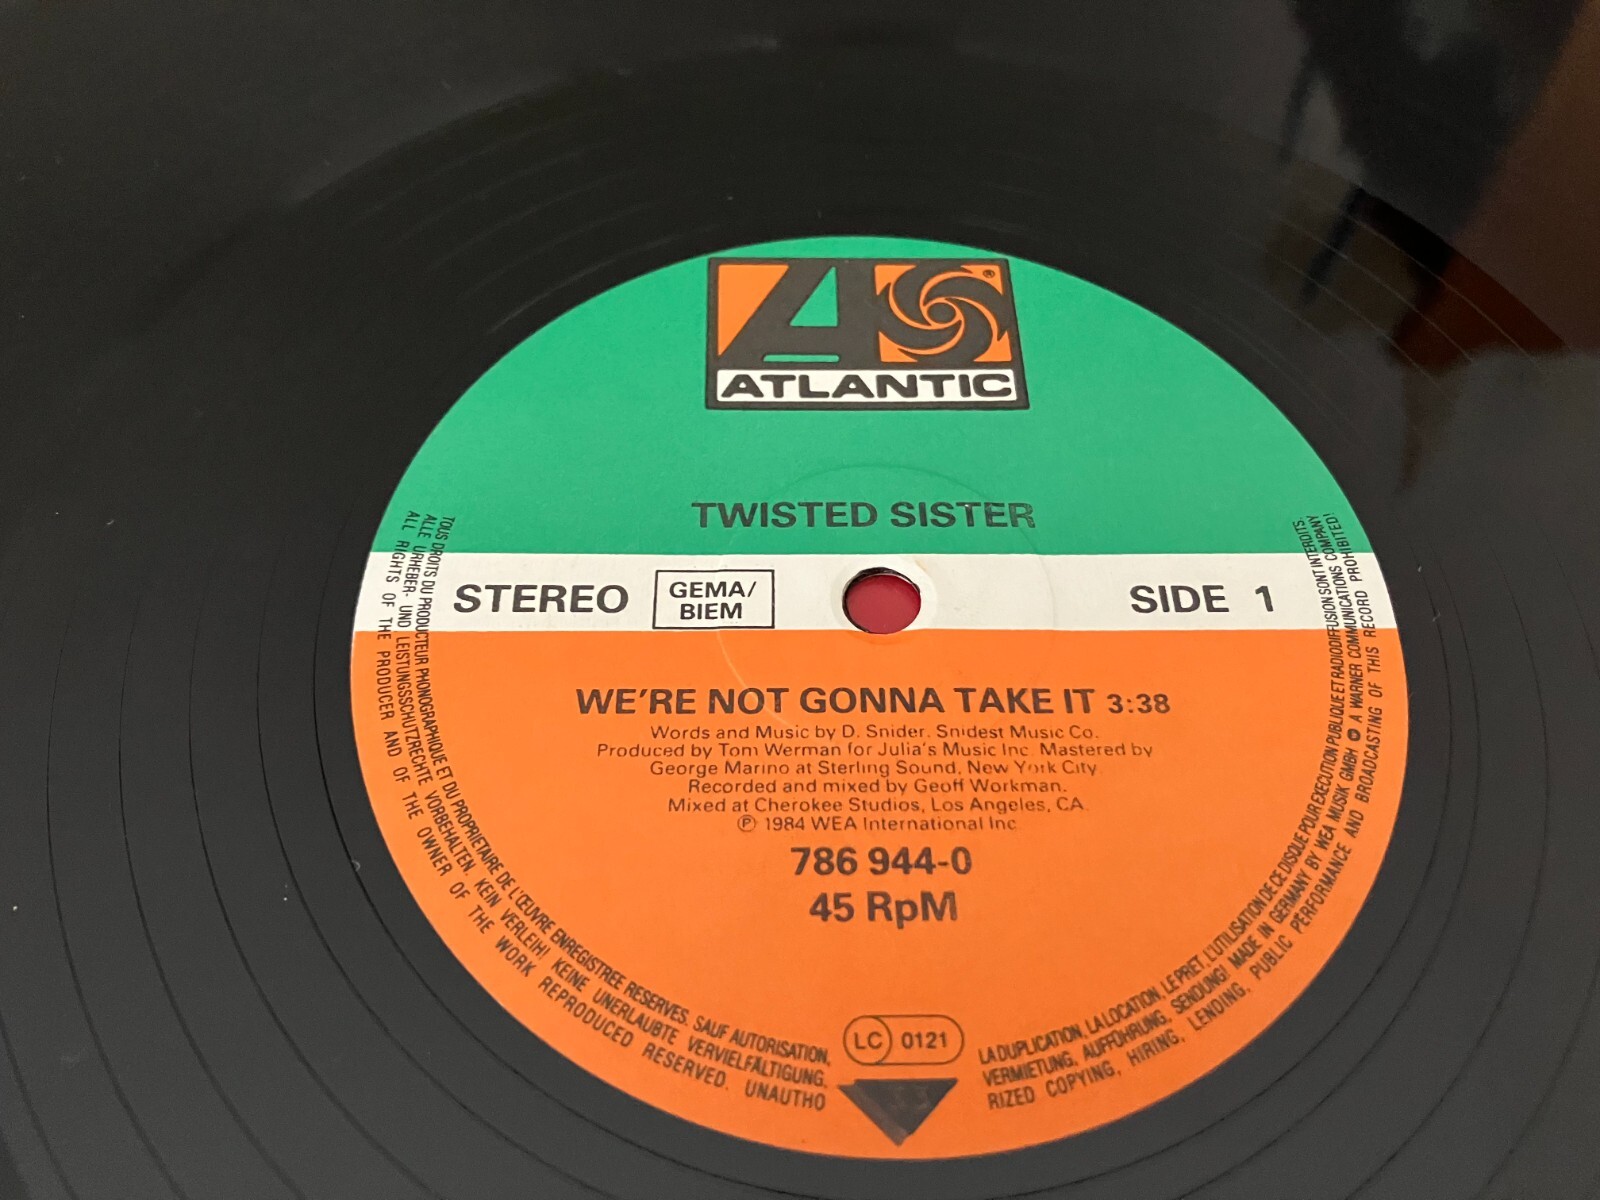 ®
ATLANTIC
TWISTED SISTER
STEREO
GEMA/
BIEM
SIDE 1
WE'RE NOT GONNA TAKE IT 3:38
Words and Music by D. Snider. Snidest Music Co.
Produced by Tom Werman for Julia's Music Inc. Mastered by
George Marino at Sterling Sound, New York City.
Recorded and mixed by Geoff Workman.
Mixed at Cherokee Studios, Los Angeles, CA.
Ⓟ 1984 WEA International Inc.
786 944-0
45 RpM
LC 0121
TOUS DROITS DU PRODUCTEUR PHONOGRAPHIQUE ET DU PROPRIETAIRE DE L'ŒUVRE ENREGISTREE RESERVES. SAUF AUTORISATION,
LA DUPLICATION, LA LOCATION, LE PRET, L'UTILISATION DE CE DISQUE POUR EXECUTION PUBLIQUE ET RADIODIFFUSION SONT INTERDITS.
ALLE URHEBER- UND LEISTUNGSSCHUTZRECHTE VORBEHALTEN. KEIN VERLEIH! KEINE UNERLAUBTE VERVIELFÄLTIGUNG,
VERMIETUNG, AUFFÜHRUNG, SENDUNG! MADE IN GERMANY BY WEA MUSIK GMBH A WARNER COMMUNICATIONS COMPANY
ALL RIGHTS OF THE PRODUCER AND OF THE OWNER OF THE WORK REPRODUCED RESERVED. UNAUTHO
RIZED COPYING, HIRING, LENDING, PUBLIC PERFORMANCE AND BROADCASTING OF THIS RECORD PROHIBITED!